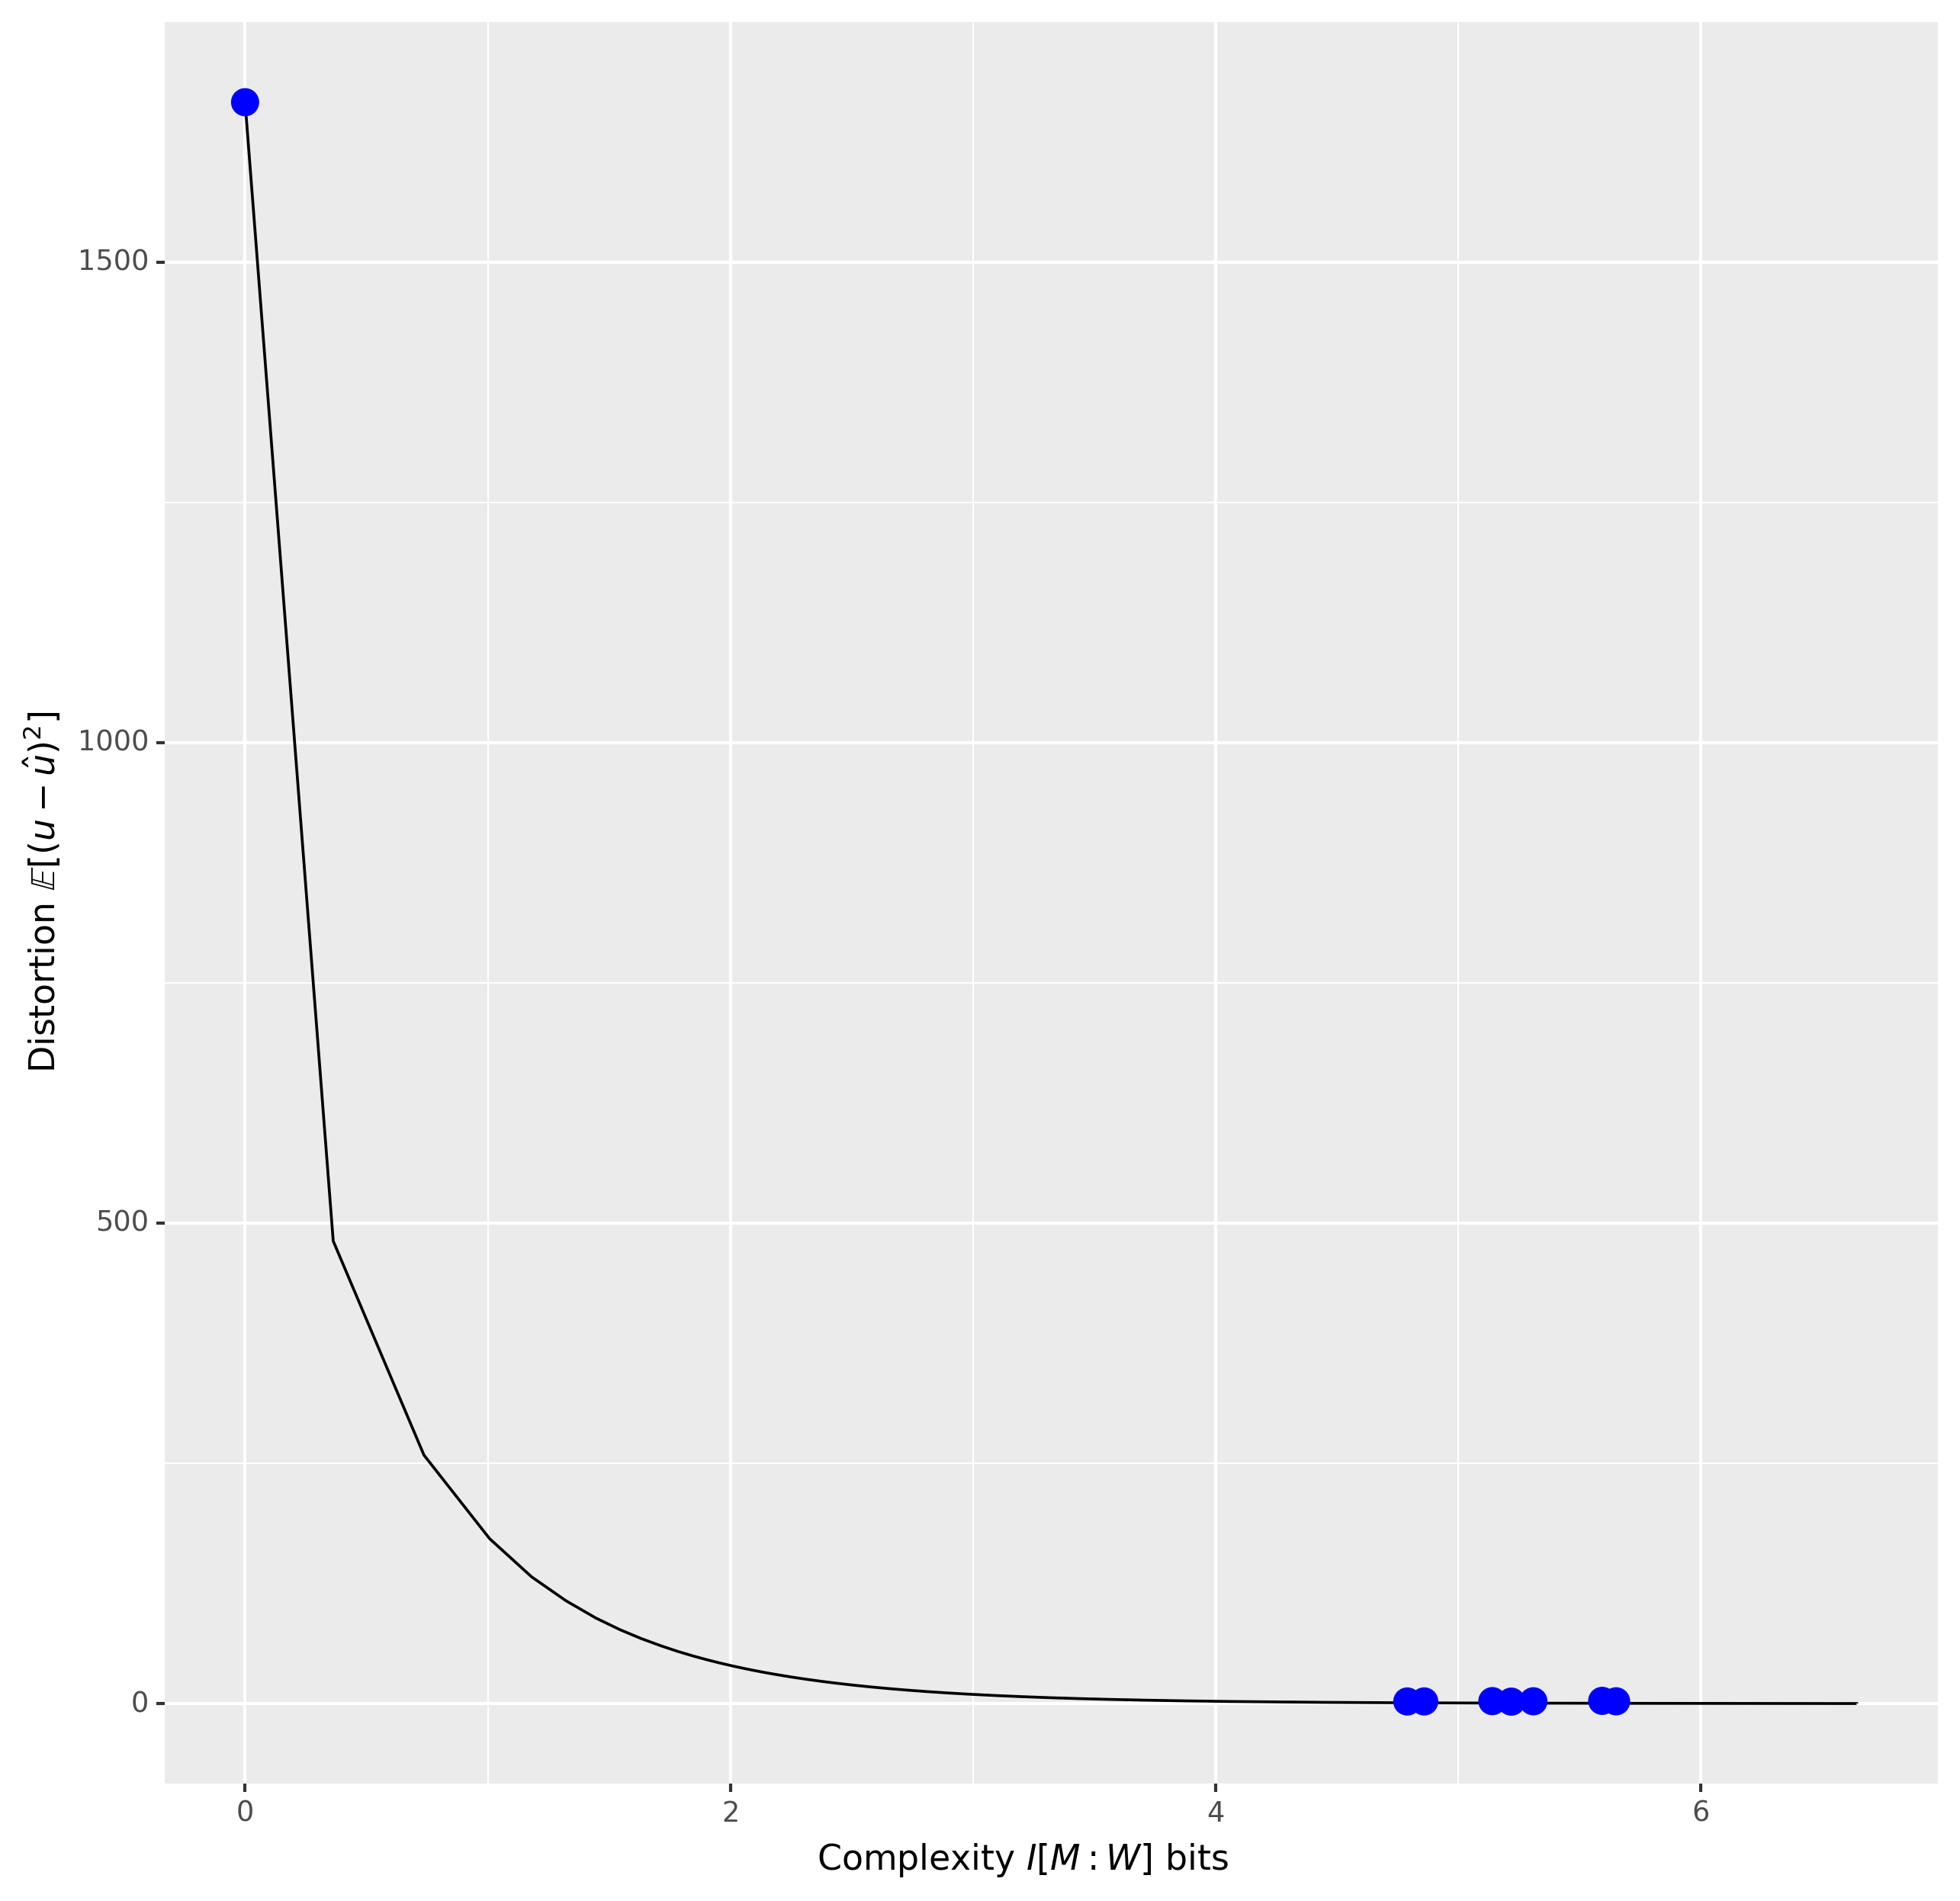 1500
1000
500
0
Distortion 𝔼[(u − û)²]
0 2 4 6
Complexity I[M : W] bits